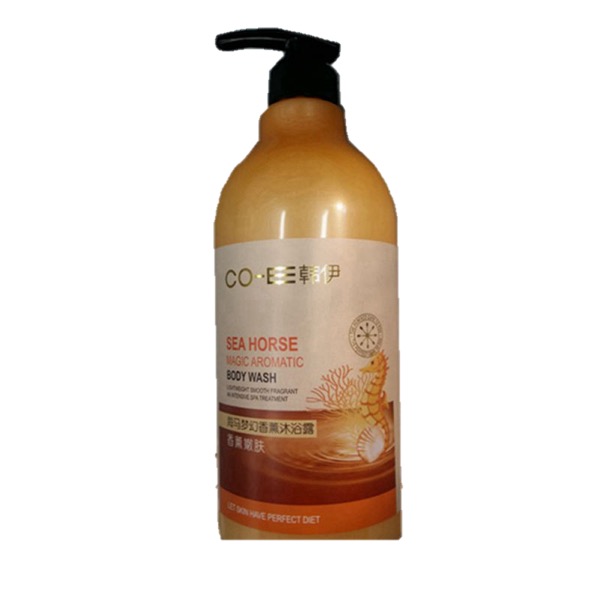 CO-EE韩伊
SEA HORSE
MAGIC AROMATIC
BODY WASH
LIGHTWEIGHT SMOOTH FRAGRANT
AN INTENSIVE SPA TREATMENT
海马梦幻香薰沐浴露
香薰嫩肤
LET SKIN HAVE PERFECT DIET